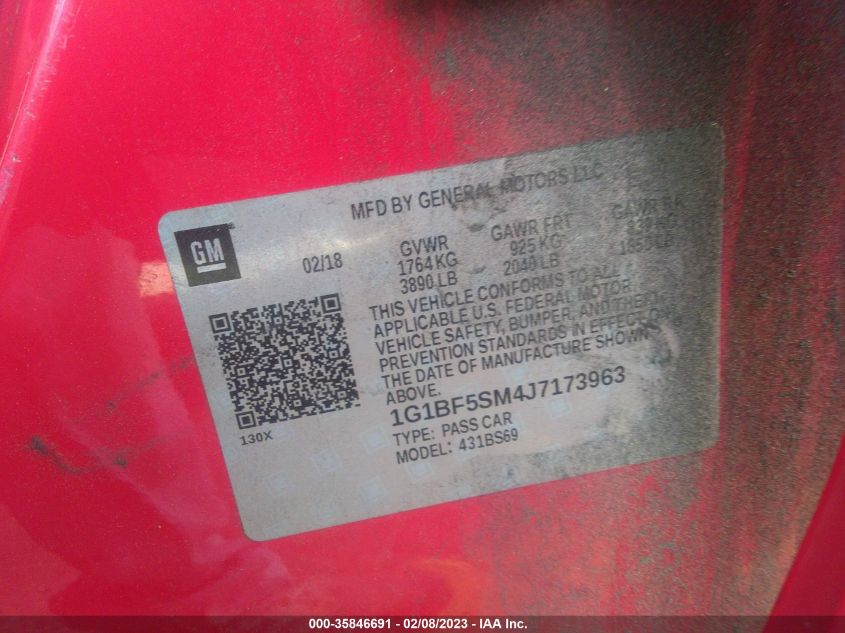 MFD BY GENERAL MOTORS LLC
GM
02/18
GVWR GAWR FRT GAWR
1764 KG 925 KG KG
3890 LB 2040 LB LB
THIS VEHICLE CONFORMS TO ALL
APPLICABLE U.S. FEDERAL MOTOR
VEHICLE SAFETY, BUMPER, AND THEFT
PREVENTION STANDARDS IN EFFECT ON
THE DATE OF MANUFACTURE SHOWN
ABOVE.
1G1BF5SM4J7173963
130X
TYPE: PASS CAR
MODEL: 431BS69
000-35846691 - 02/08/2023 - IAA Inc.